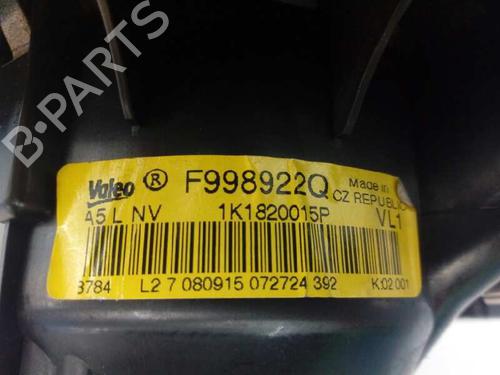 B-PARTS
Valeo ® F998922Q Made in
CZ REPUBLIC
A5 L NV 1K1820015P VL1
3784 L2 7 080915 072724 392 K:02 001